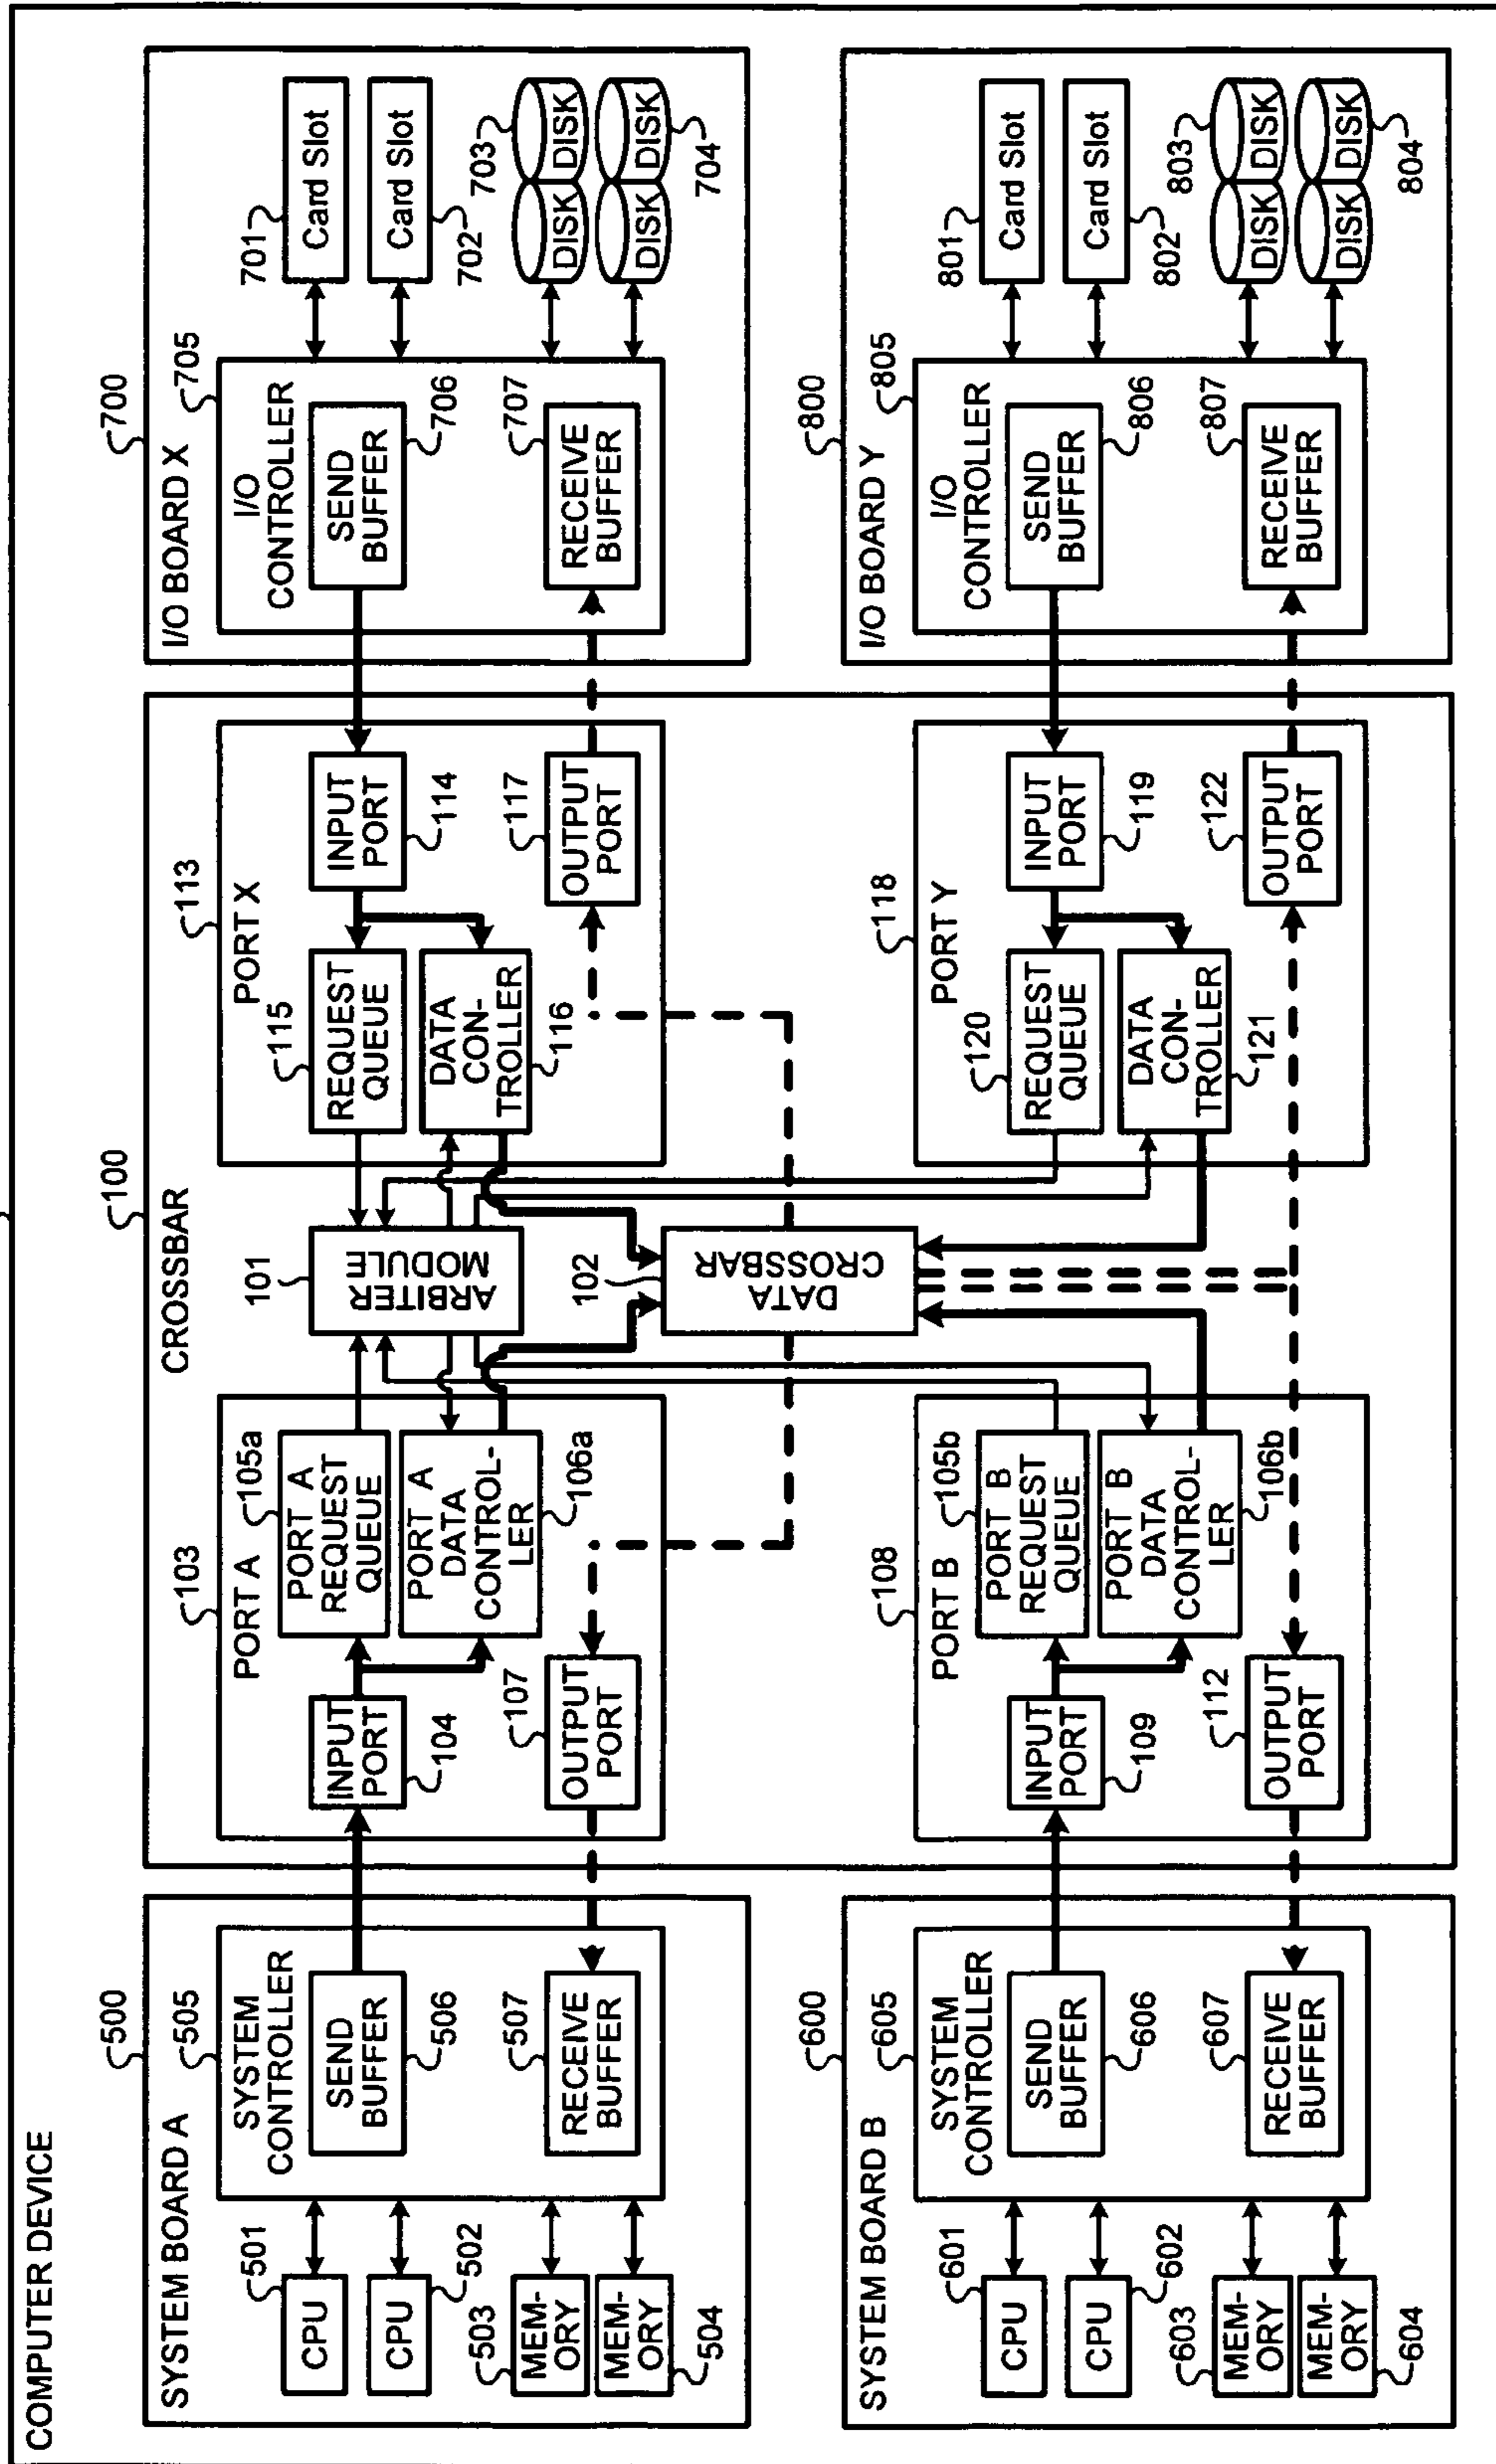 COMPUTER DEVICE
SYSTEM BOARD A
500
505
SYSTEM
CONTROLLER
501
CPU
502
CPU
503
MEM-
ORY
504
MEM-
ORY
SEND
BUFFER
506
507
RECEIVE
BUFFER
SYSTEM BOARD B
600
605
SYSTEM
CONTROLLER
601
CPU
602
CPU
603
MEM-
ORY
604
MEM-
ORY
SEND
BUFFER
606
607
RECEIVE
BUFFER
CROSSBAR
100
PORT A
103
INPUT
PORT
104
PORT A
REQUEST
QUEUE
105a
PORT A
DATA
CONTROL-
LER
106a
107
OUTPUT
PORT
101
ARBITER
MODULE
102
DATA
CROSSBAR
PORT X
113
115
REQUEST
QUEUE
INPUT
PORT
114
DATA
CON-
TROLLER
116
117
OUTPUT
PORT
PORT B
108
INPUT
PORT
109
PORT B
REQUEST
QUEUE
105b
PORT B
DATA
CONTROL-
LER
106b
112
OUTPUT
PORT
PORT Y
118
120
REQUEST
QUEUE
INPUT
PORT
119
DATA
CON-
TROLLER
121
122
OUTPUT
PORT
I/O BOARD X
700
705
I/O
CONTROLLER
SEND
BUFFER
706
707
RECEIVE
BUFFER
701
Card Slot
702
Card Slot
703
DISK
DISK
DISK
DISK
704
I/O BOARD Y
800
805
I/O
CONTROLLER
SEND
BUFFER
806
807
RECEIVE
BUFFER
801
Card Slot
802
Card Slot
803
DISK
DISK
DISK
DISK
804